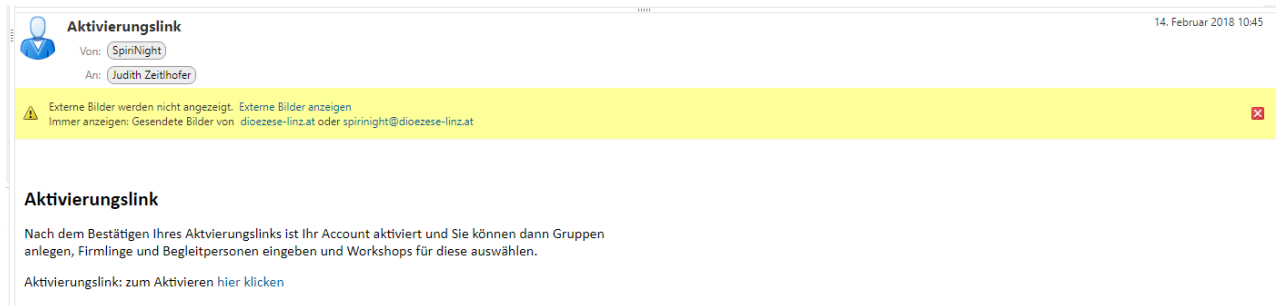 Aktivierungslink
14. Februar 2018 10:45
Von: SpiriNight
An: Judith Zeitlhofer
Externe Bilder werden nicht angezeigt. Externe Bilder anzeigen
Immer anzeigen: Gesendete Bilder von dioezese-linz.at oder spirinight@dioezese-linz.at
Aktivierungslink
Nach dem Bestätigen Ihres Aktvierungslinks ist Ihr Account aktiviert und Sie können dann Gruppen
anlegen, Firmlinge und Begleitpersonen eingeben und Workshops für diese auswählen.
Aktivierungslink: zum Aktivieren hier klicken